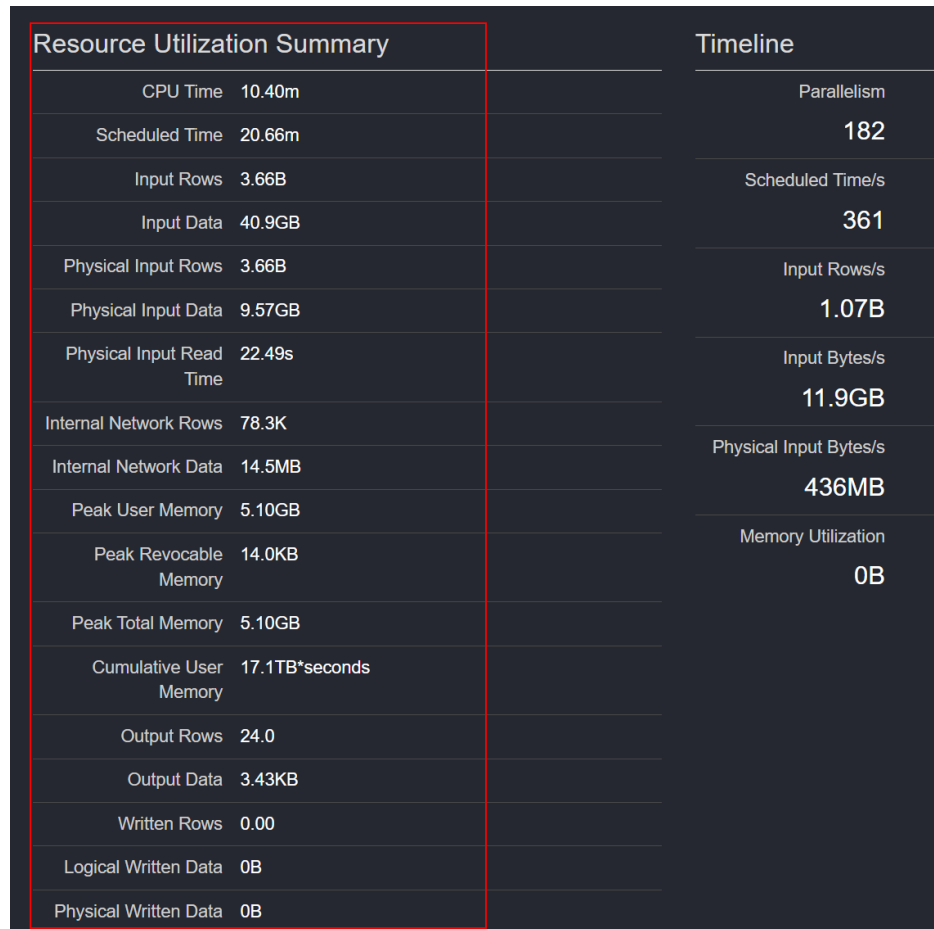 Resource Utilization Summary
CPU Time 10.40m
Scheduled Time 20.66m
Input Rows 3.66B
Input Data 40.9GB
Physical Input Rows 3.66B
Physical Input Data 9.57GB
Physical Input Read 22.49s
Time
Internal Network Rows 78.3K
Internal Network Data 14.5MB
Peak User Memory 5.10GB
Peak Revocable 14.0KB
Memory
Peak Total Memory 5.10GB
Cumulative User 17.1TB*seconds
Memory
Output Rows 24.0
Output Data 3.43KB
Written Rows 0.00
Logical Written Data 0B
Physical Written Data 0B
Timeline
Parallelism
182
Scheduled Time/s
361
Input Rows/s
1.07B
Input Bytes/s
11.9GB
Physical Input Bytes/s
436MB
Memory Utilization
0B